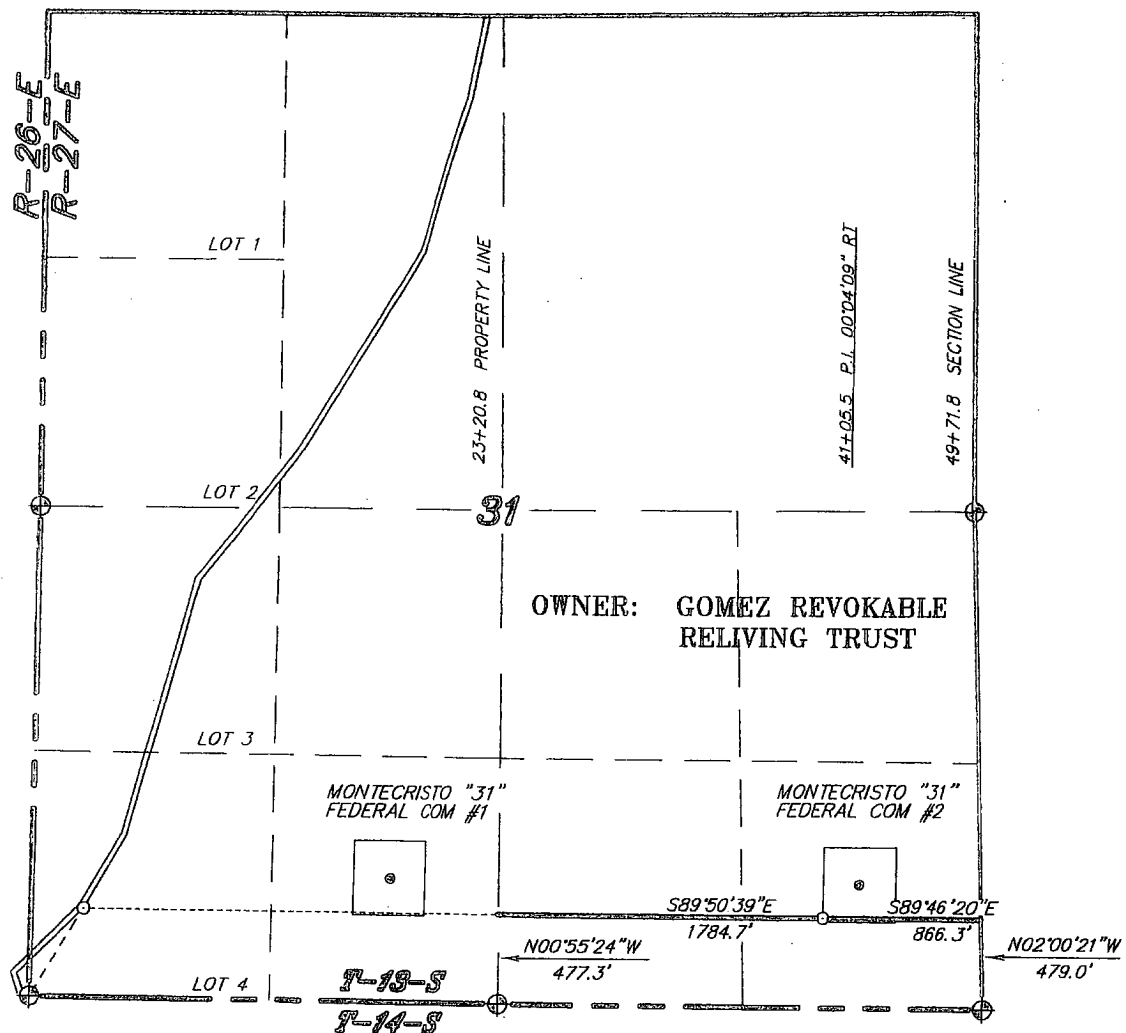 R-26-E
R-27-E
LOT 1
23+20.8 PROPERTY LINE
41+05.5 P.I. 00°04'09" RT
49+71.8 SECTION LINE
LOT 2
31
OWNER: GOMEZ REVOKABLE
RELIVING TRUST
LOT 3
MONTECRISTO "31"
FEDERAL COM #1
MONTECRISTO "31"
FEDERAL COM #2
S89°50'39"E
1784.7'
S89°46'20"E
866.3'
N00°55'24"W
477.3'
N02°00'21"W
479.0'
LOT 4
T-13-S
T-14-S